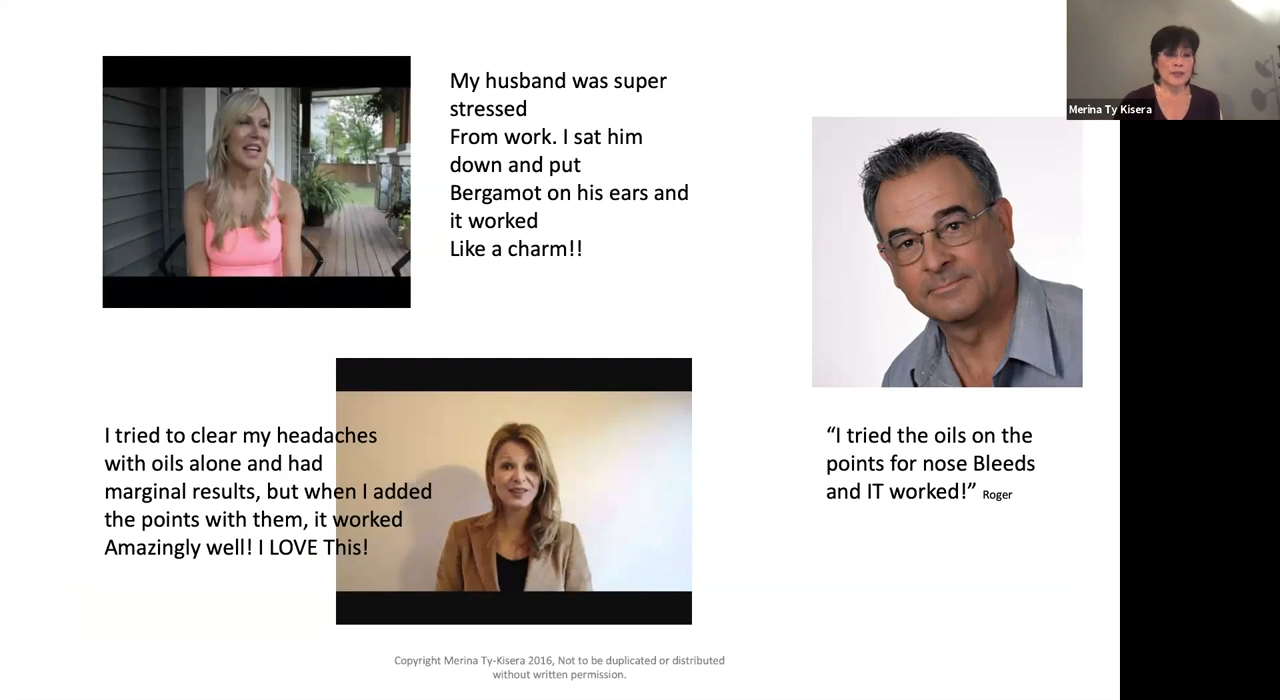 My husband was super
stressed
From work. I sat him
down and put
Bergamot on his ears and
it worked
Like a charm!!
Merina Ty Kisera
I tried to clear my headaches
with oils alone and had
marginal results, but when I added
the points with them, it worked
Amazingly well! I LOVE This!
“I tried the oils on the
points for nose Bleeds
and IT worked!” Roger
Copyright Merina Ty-Kisera 2016, Not to be duplicated or distributed
without written permission.